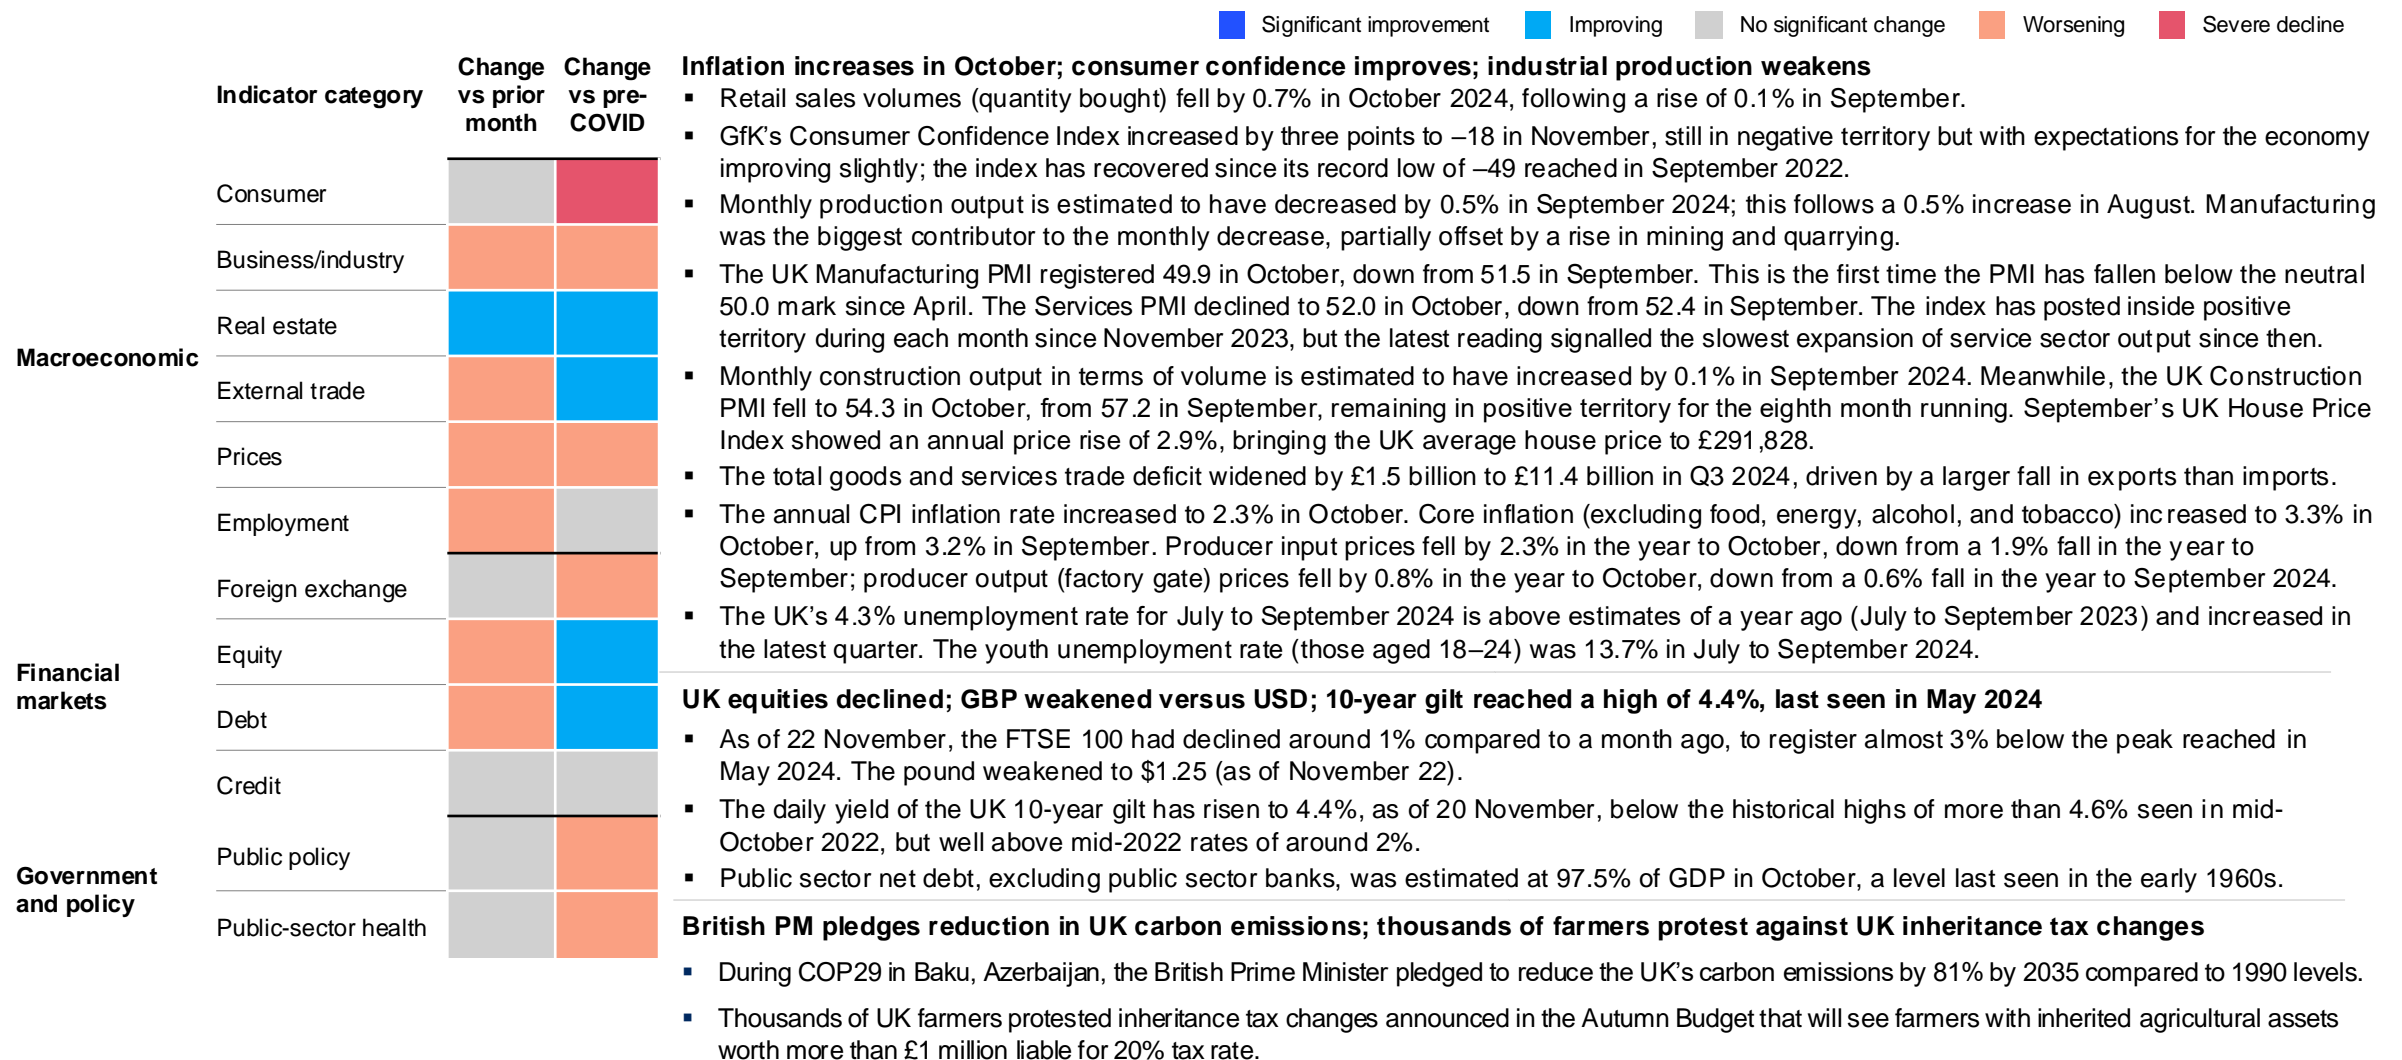 Significant improvement Improving No significant change Worsening Severe decline
Indicator category
Change vs prior month
Change vs pre-COVID
Macroeconomic
Consumer
Business/industry
Real estate
External trade
Prices
Employment
Financial markets
Foreign exchange
Equity
Debt
Credit
Government and policy
Public policy
Public-sector health
Inflation increases in October; consumer confidence improves; industrial production weakens
▪ Retail sales volumes (quantity bought) fell by 0.7% in October 2024, following a rise of 0.1% in September.
▪ GfK’s Consumer Confidence Index increased by three points to –18 in November, still in negative territory but with expectations for the economy
improving slightly; the index has recovered since its record low of –49 reached in September 2022.
▪ Monthly production output is estimated to have decreased by 0.5% in September 2024; this follows a 0.5% increase in August. Manufacturing
was the biggest contributor to the monthly decrease, partially offset by a rise in mining and quarrying.
▪ The UK Manufacturing PMI registered 49.9 in October, down from 51.5 in September. This is the first time the PMI has fallen below the neutral
50.0 mark since April. The Services PMI declined to 52.0 in October, down from 52.4 in September. The index has posted inside positive
territory during each month since November 2023, but the latest reading signalled the slowest expansion of service sector output since then.
▪ Monthly construction output in terms of volume is estimated to have increased by 0.1% in September 2024. Meanwhile, the UK Construction
PMI fell to 54.3 in October, from 57.2 in September, remaining in positive territory for the eighth month running. September’s UK House Price
Index showed an annual price rise of 2.9%, bringing the UK average house price to £291,828.
▪ The total goods and services trade deficit widened by £1.5 billion to £11.4 billion in Q3 2024, driven by a larger fall in exports than imports.
▪ The annual CPI inflation rate increased to 2.3% in October. Core inflation (excluding food, energy, alcohol, and tobacco) increased to 3.3% in
October, up from 3.2% in September. Producer input prices fell by 2.3% in the year to October, down from a 1.9% fall in the year to
September; producer output (factory gate) prices fell by 0.8% in the year to October, down from a 0.6% fall in the year to September 2024.
▪ The UK’s 4.3% unemployment rate for July to September 2024 is above estimates of a year ago (July to September 2023) and increased in
the latest quarter. The youth unemployment rate (those aged 18–24) was 13.7% in July to September 2024.
UK equities declined; GBP weakened versus USD; 10-year gilt reached a high of 4.4%, last seen in May 2024
▪ As of 22 November, the FTSE 100 had declined around 1% compared to a month ago, to register almost 3% below the peak reached in
May 2024. The pound weakened to $1.25 (as of November 22).
▪ The daily yield of the UK 10-year gilt has risen to 4.4%, as of 20 November, below the historical highs of more than 4.6% seen in mid-
October 2022, but well above mid-2022 rates of around 2%.
▪ Public sector net debt, excluding public sector banks, was estimated at 97.5% of GDP in October, a level last seen in the early 1960s.
British PM pledges reduction in UK carbon emissions; thousands of farmers protest against UK inheritance tax changes
▪ During COP29 in Baku, Azerbaijan, the British Prime Minister pledged to reduce the UK’s carbon emissions by 81% by 2035 compared to 1990 levels.
▪ Thousands of UK farmers protested inheritance tax changes announced in the Autumn Budget that will see farmers with inherited agricultural assets
worth more than £1 million liable for 20% tax rate.